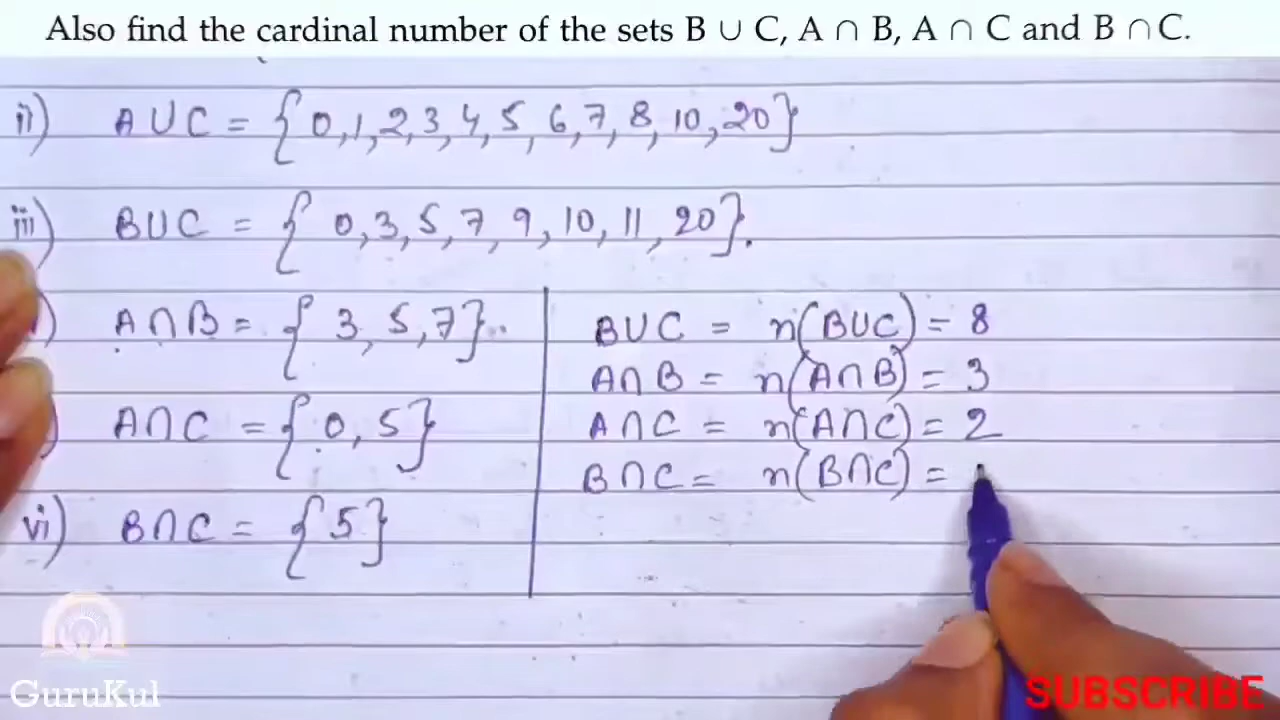 Also find the cardinal number of the sets B ∪ C, A ∩ B, A ∩ C and B ∩ C.
ii) A∪C = {0,1,2,3,4,5,6,7,8,10,20}
iii) B∪C = { 0,3,5,7,9,10,11,20}.
) A∩B = { 3, 5,7}.
) A∩C = {0,5}
vi) B∩C = {5}
B∪C = n(B∪C) = 8
A∩B = n(A∩B) = 3
A∩C = n(A∩C) = 2
B∩C = n(B∩C) =
GuruKul
SUBSCRIBE